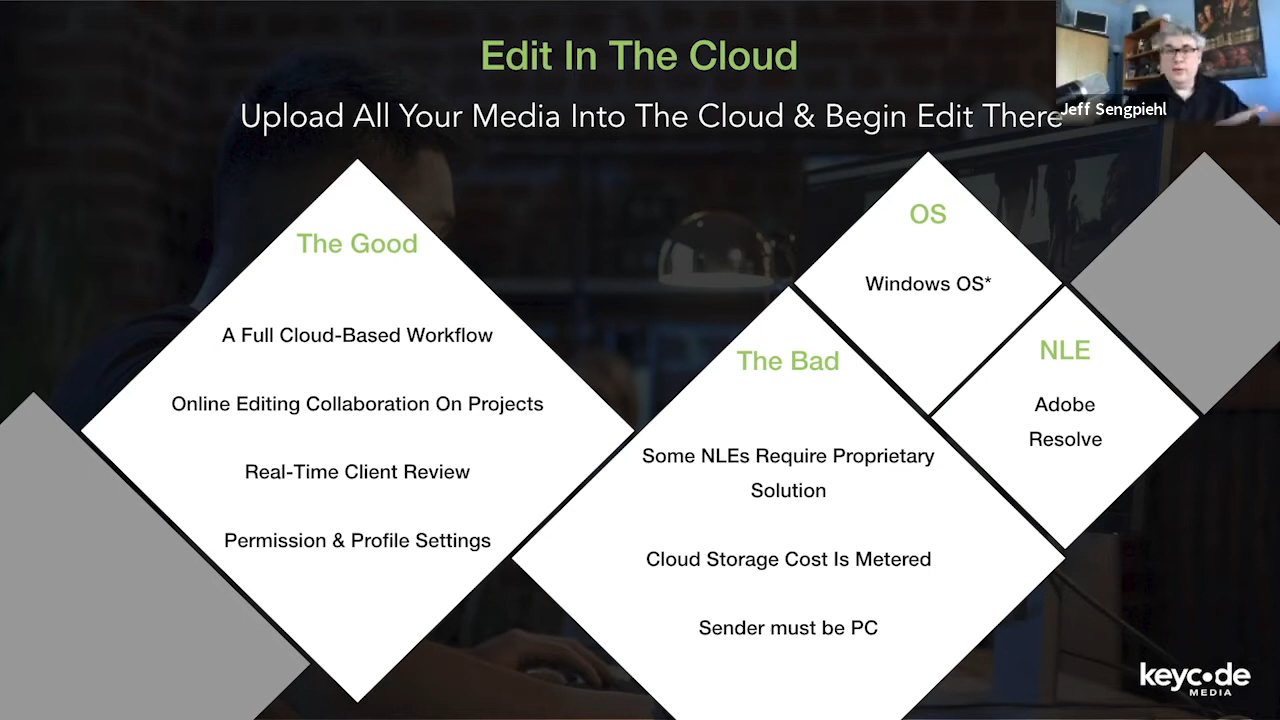 Edit In The Cloud
Upload All Your Media Into The Cloud & Begin Edit There
Jeff Sengpiehl
The Good
A Full Cloud-Based Workflow
Online Editing Collaboration On Projects
Real-Time Client Review
Permission & Profile Settings
The Bad
Some NLEs Require Proprietary
Solution
Cloud Storage Cost Is Metered
Sender must be PC
OS
Windows OS*
NLE
Adobe
Resolve
keycode
MEDIA